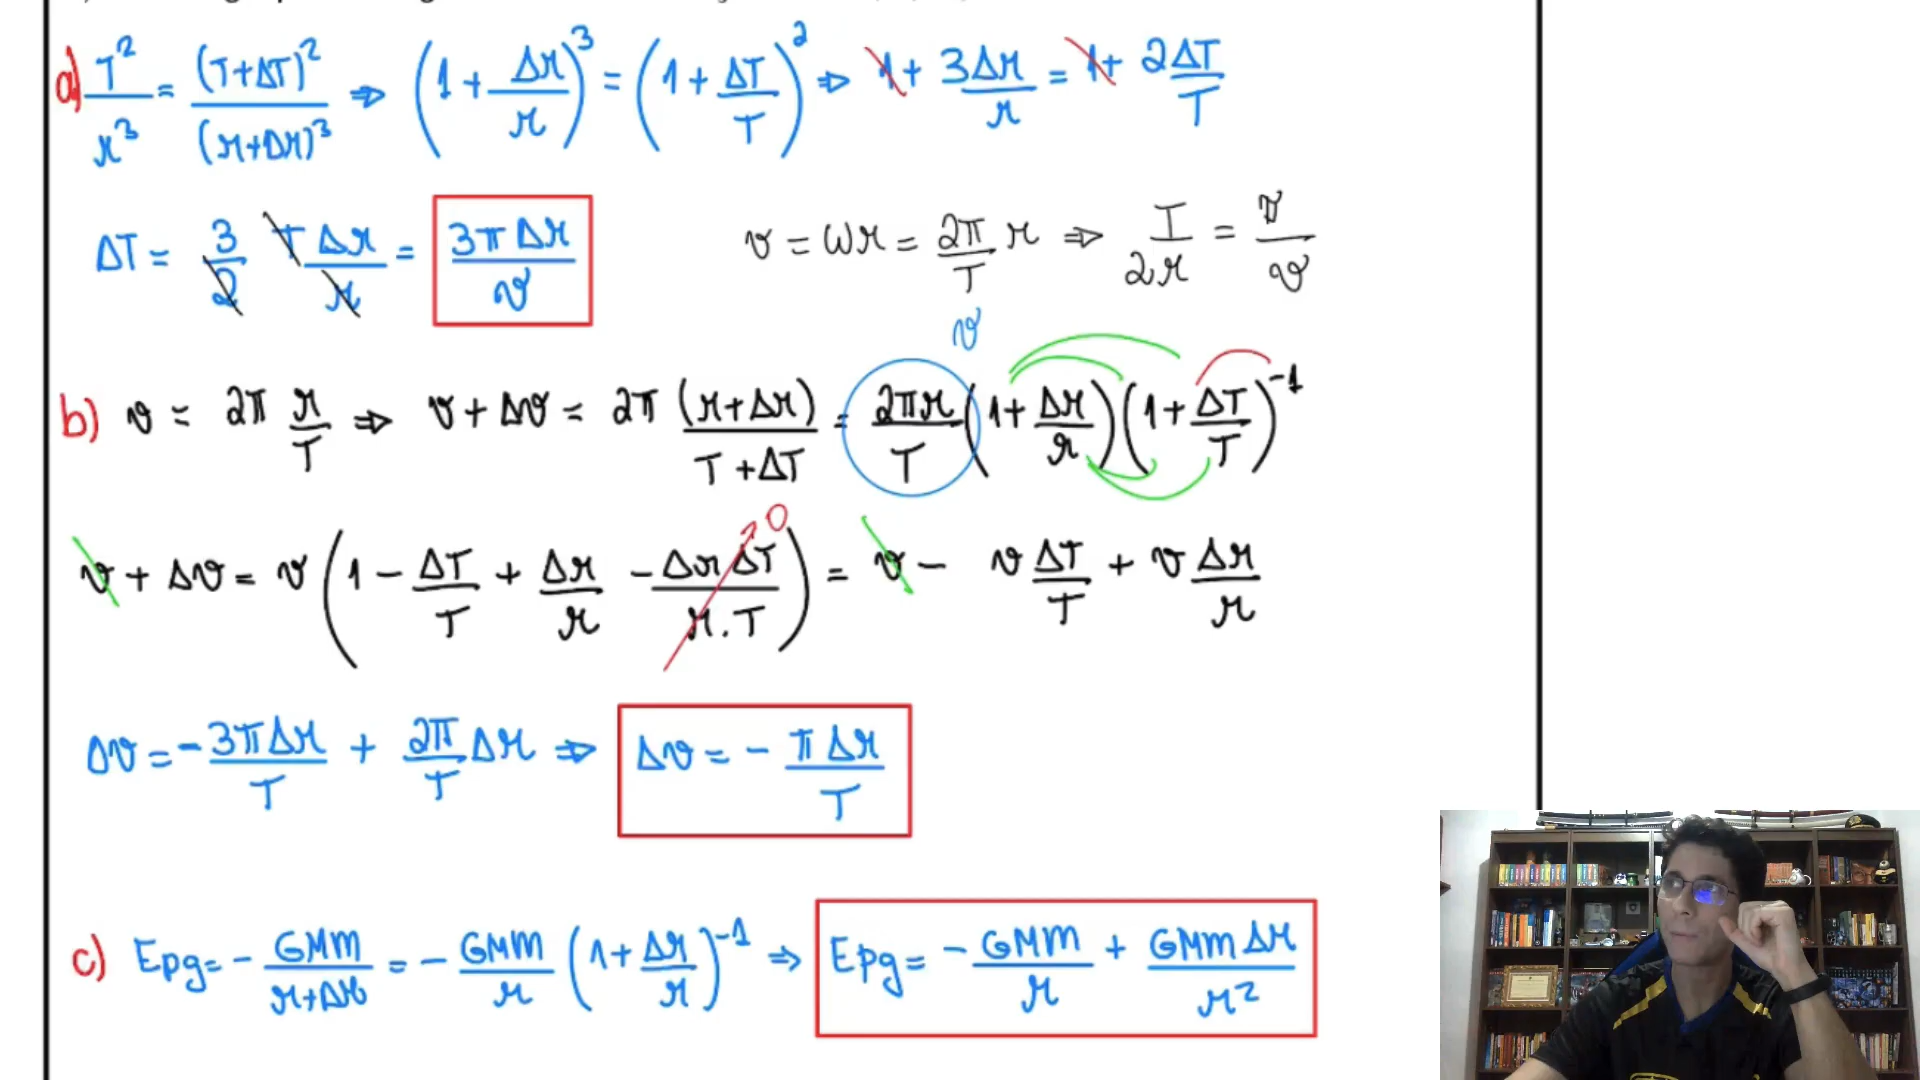 a) T²/r³ = (T+ΔT)²/(r+Δr)³ ⇒ (1 + Δr/r)³ = (1 + ΔT/T)² ⇒ 1 + 3Δr/r = 1 + 2ΔT/T
ΔT = 3/2 TΔr/r = 3πΔr/v
v = ωr = 2π/T r ⇒ T/2r = π/v
v
b) v = 2π r/T ⇒ v + Δv = 2π (r+Δr)/(T+ΔT) = 2πr/T (1 + Δr/r)(1 + ΔT/T)⁻¹
0
v + Δv = v (1 − ΔT/T + Δr/r − ΔrΔT/r.T) = v − v ΔT/T + v Δr/r
Δv = −3πΔr/T + 2π/T Δr ⇒ Δv = − πΔr/T
c) Epg = − GMm/(r+Δr) = − GMm/r (1 + Δr/r)⁻¹ ⇒ Epg = − GMm/r + GMmΔr/r²